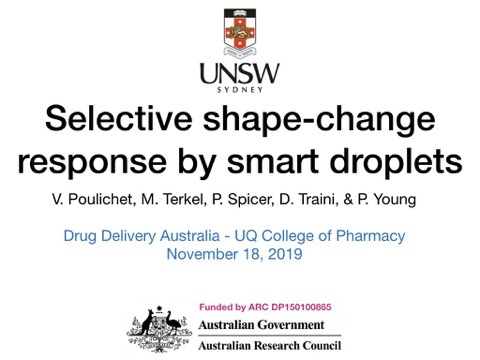 UNSW
SYDNEY
Selective shape-change
response by smart droplets
V. Poulichet, M. Terkel, P. Spicer, D. Traini, & P. Young
Drug Delivery Australia - UQ College of Pharmacy
November 18, 2019
Funded by ARC DP150100865
Australian Government
Australian Research Council